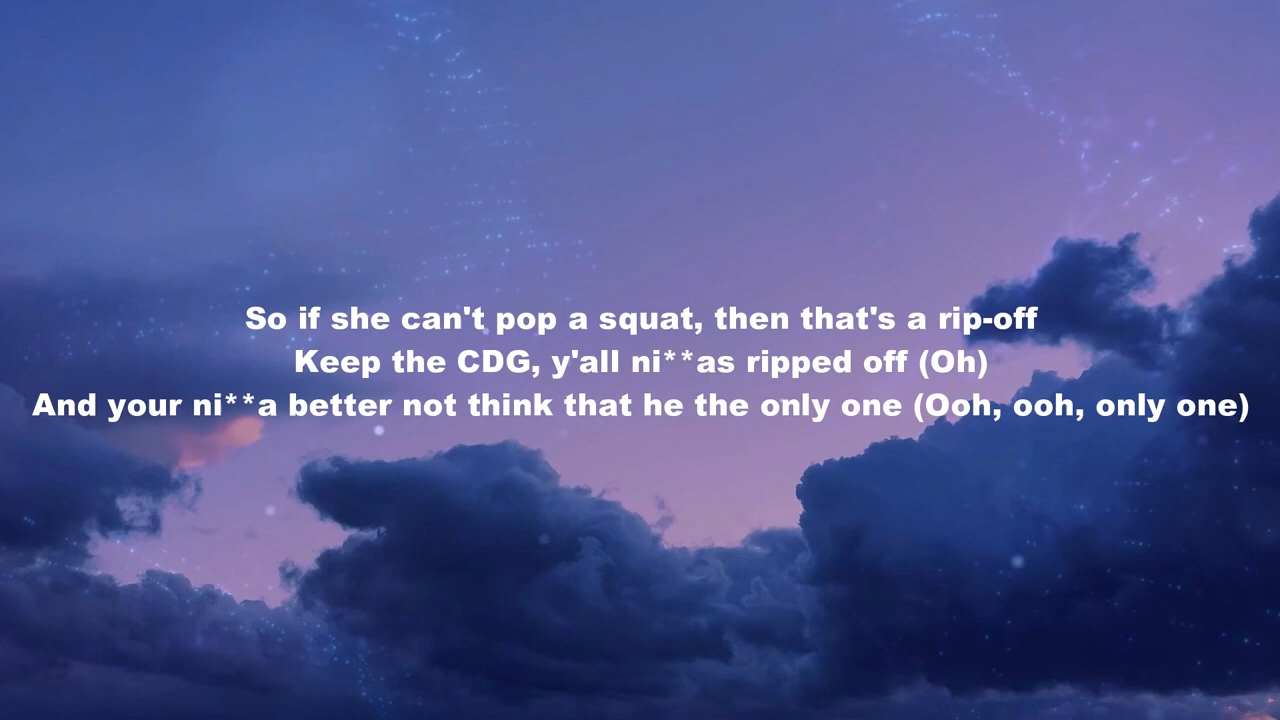 So if she can't pop a squat, then that's a rip-off
Keep the CDG, y'all ni**as ripped off (Oh)
And your ni**a better not think that he the only one (Ooh, ooh, only one)